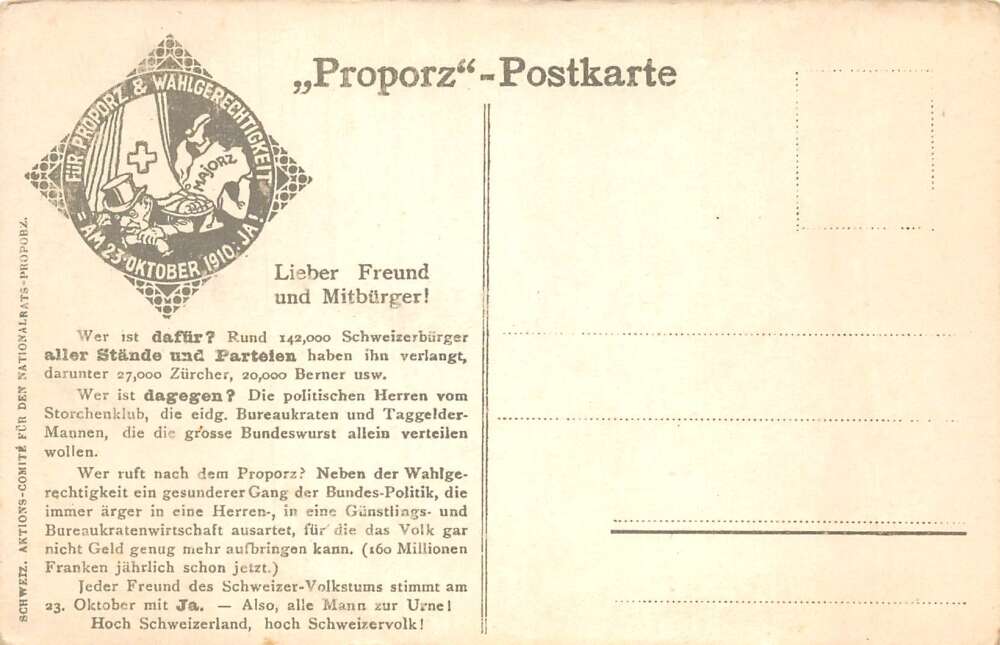 „Proporz“-Postkarte
FÜR PROPORZ & WAHLGERECHTIGKEIT
MAJORZ
= AM 23. OKTOBER 1910: JA!
Lieber Freund
und Mitbürger!
Wer ist dafür? Rund 142,000 Schweizerbürger
aller Stände und Parteien haben ihn verlangt,
darunter 27,000 Zürcher, 20,000 Berner usw.
Wer ist dagegen? Die politischen Herren vom
Storchenklub, die eidg. Bureaukraten und Taggelder-
Mannen, die die grosse Bundeswurst allein verteilen
wollen.
Wer ruft nach dem Proporz? Neben der Wahlge-
rechtigkeit ein gesunderer Gang der Bundes-Politik, die
immer ärger in eine Herren-, in eine Günstlings- und
Bureaukratenwirtschaft ausartet, für die das Volk gar
nicht Geld genug mehr aufbringen kann. (160 Millionen
Franken jährlich schon jetzt.)
Jeder Freund des Schweizer-Volkstums stimmt am
23. Oktober mit Ja. — Also, alle Mann zur Urne!
Hoch Schweizerland, hoch Schweizervolk!
SCHWEIZ. AKTIONS-COMITÉ FÜR DEN NATIONALRATS-PROPORZ.